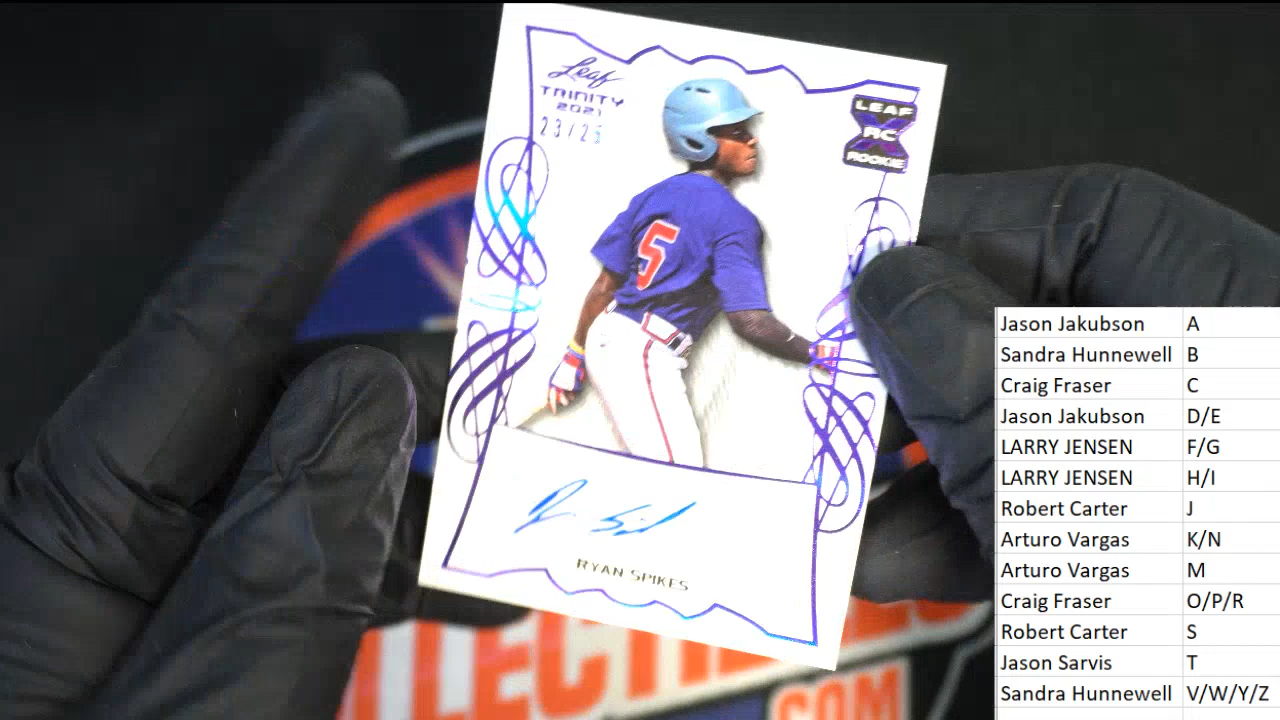 Leaf
TRINITY
2021
23/25
LEAF
RC
ROOKIE
5
RYAN SPIKES
COM
Jason Jakubson A
Sandra Hunnewell B
Craig Fraser C
Jason Jakubson D/E
LARRY JENSEN F/G
LARRY JENSEN H/I
Robert Carter J
Arturo Vargas K/N
Arturo Vargas M
Craig Fraser O/P/R
Robert Carter S
Jason Sarvis T
Sandra Hunnewell V/W/Y/Z